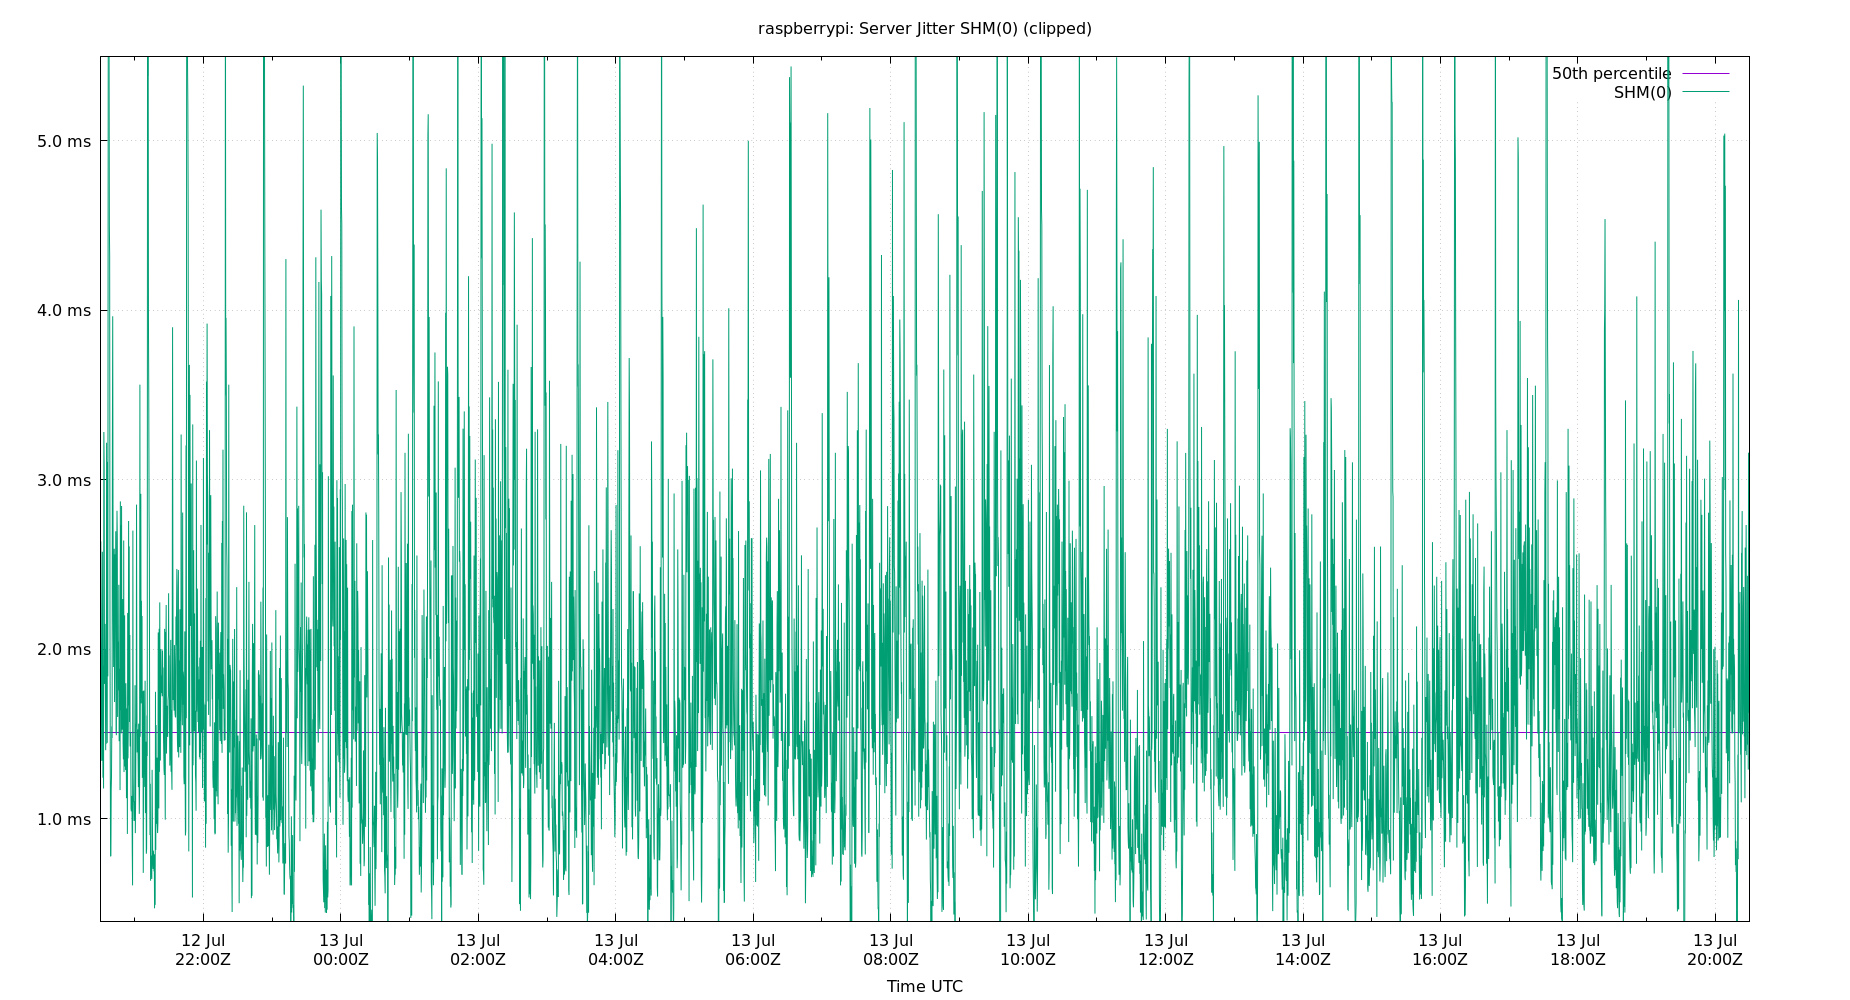 raspberrypi: Server Jitter SHM(0) (clipped)
50th percentile
SHM(0)
5.0 ms
4.0 ms
3.0 ms
2.0 ms
1.0 ms
12 Jul 13 Jul 13 Jul 13 Jul 13 Jul 13 Jul 13 Jul 13 Jul 13 Jul 13 Jul 13 Jul 13 Jul
22:00Z 00:00Z 02:00Z 04:00Z 06:00Z 08:00Z 10:00Z 12:00Z 14:00Z 16:00Z 18:00Z 20:00Z
Time UTC